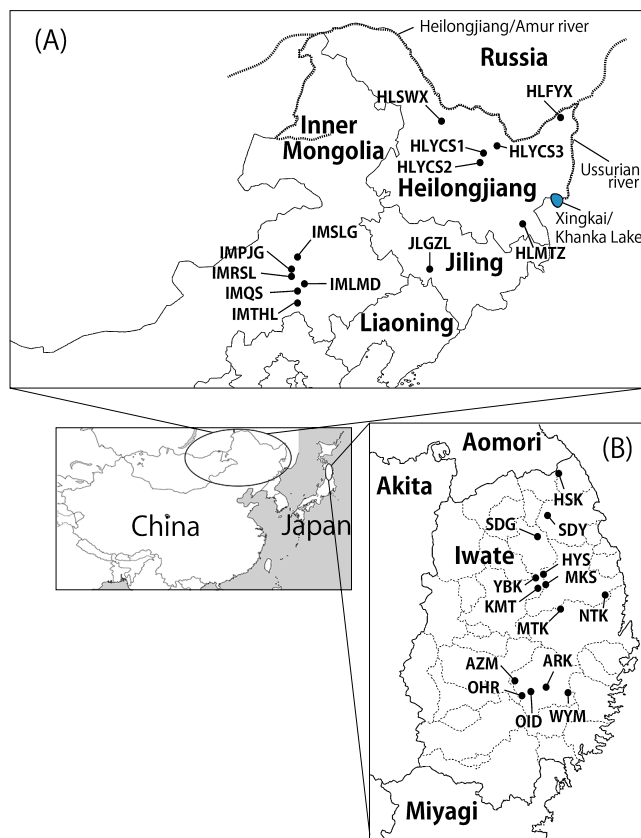 (A)
Heilongjiang/Amur river
Russia
HLSWX
HLFYX
Inner
Mongolia
HLYCS1
HLYCS3
HLYCS2
Heilongjiang
Ussurian
river
Xingkai/
Khanka Lake
IMSLG
IMPJG
IMRSL
IMLMD
IMQS
IMTHL
JLGZL
Jiling
HLMTZ
Liaoning
China
Japan
(B)
Aomori
Akita
HSK
SDG
SDY
Iwate
HYS
YBK
MKS
KMT
NTK
MTK
AZM
ARK
OHR
OID
WYM
Miyagi